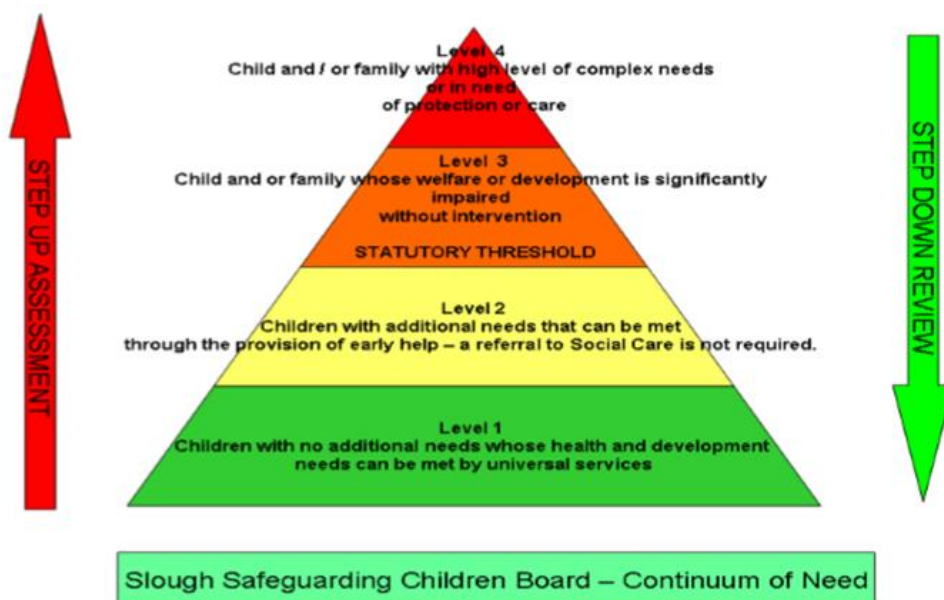 STEP UP ASSESSMENT
Level 4
Child and / or family with high level of complex needs
or in need
of protection or care
Level 3
Child and or family whose welfare or development is significantly
impaired
without intervention
STATUTORY THRESHOLD
Level 2
Children with additional needs that can be met
through the provision of early help – a referral to Social Care is not required.
Level 1
Children with no additional needs whose health and development
needs can be met by universal services
STEP DOWN REVIEW
Slough Safeguarding Children Board – Continuum of Need